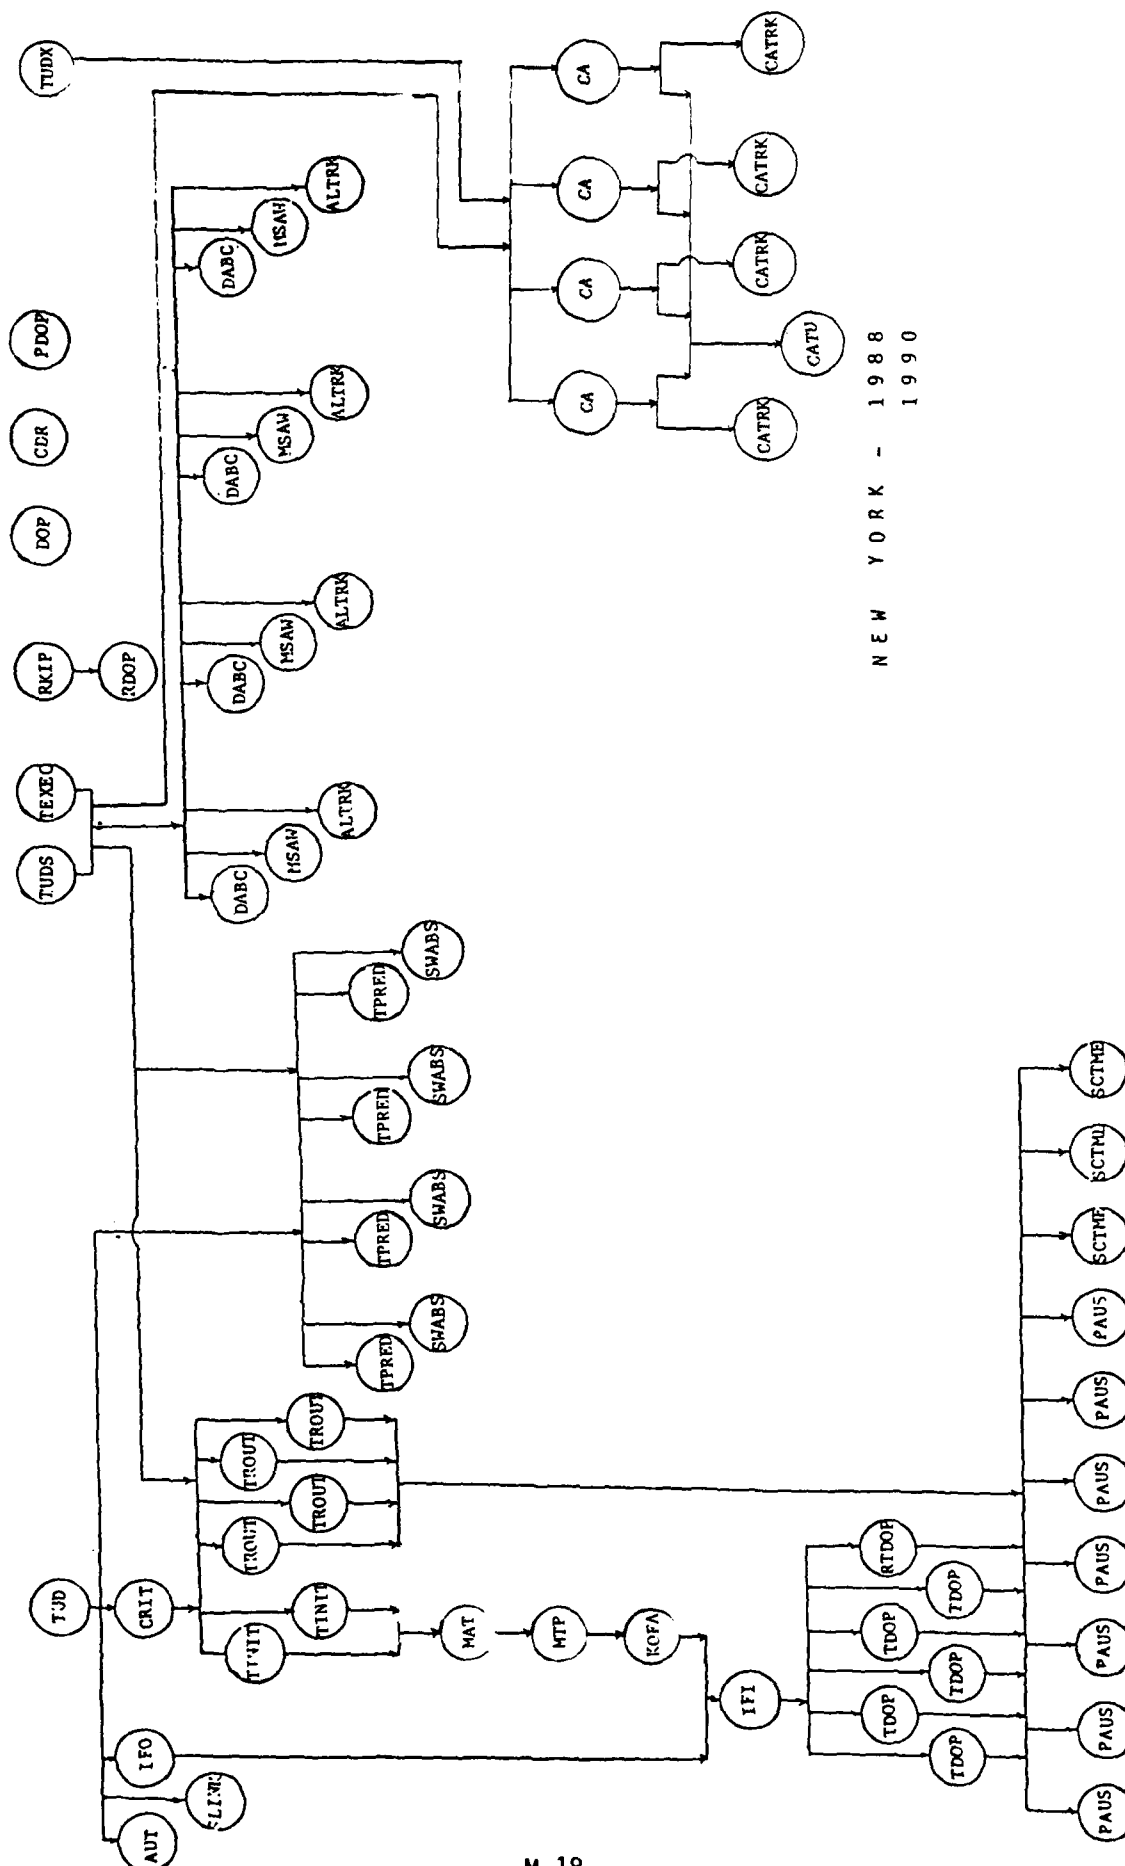 TUD
TUDS
TEXEC
RKIP
DOP
CDR
PDOP
TUDX
AUT
IFO
CRIT
RDOP
TROUT
TROUT
DABC
DABC
DABC
DABC
TINIT
TROUT
TROUT
MSAW
MSAW
MSAW
MSAW
ALTRK
ALTRK
ALTRK
ALTRK
TPRED
TPRED
TPRED
TPRED
SWABS
SWABS
SWABS
SWABS
MAT
MTP
KOFA
IFI
CA
CA
CA
CA
CATRK
CATRK
CATRK
CATRK
CATU
TDOP
TDOP
RTDOP
TDOP
TDOP
TDOP
NEW YORK - 1988
1990
PAUS
PAUS
PAUS
PAUS
PAUS
PAUS
PAUS
SCTME
SCTME
M-19